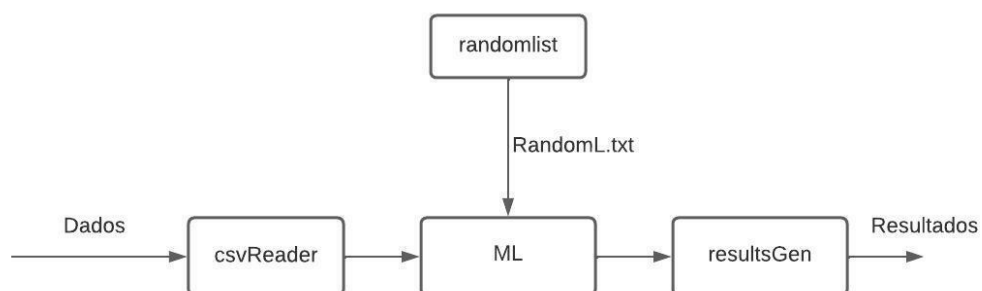 randomlist
RandomL.txt
Dados
csvReader
ML
resultsGen
Resultados